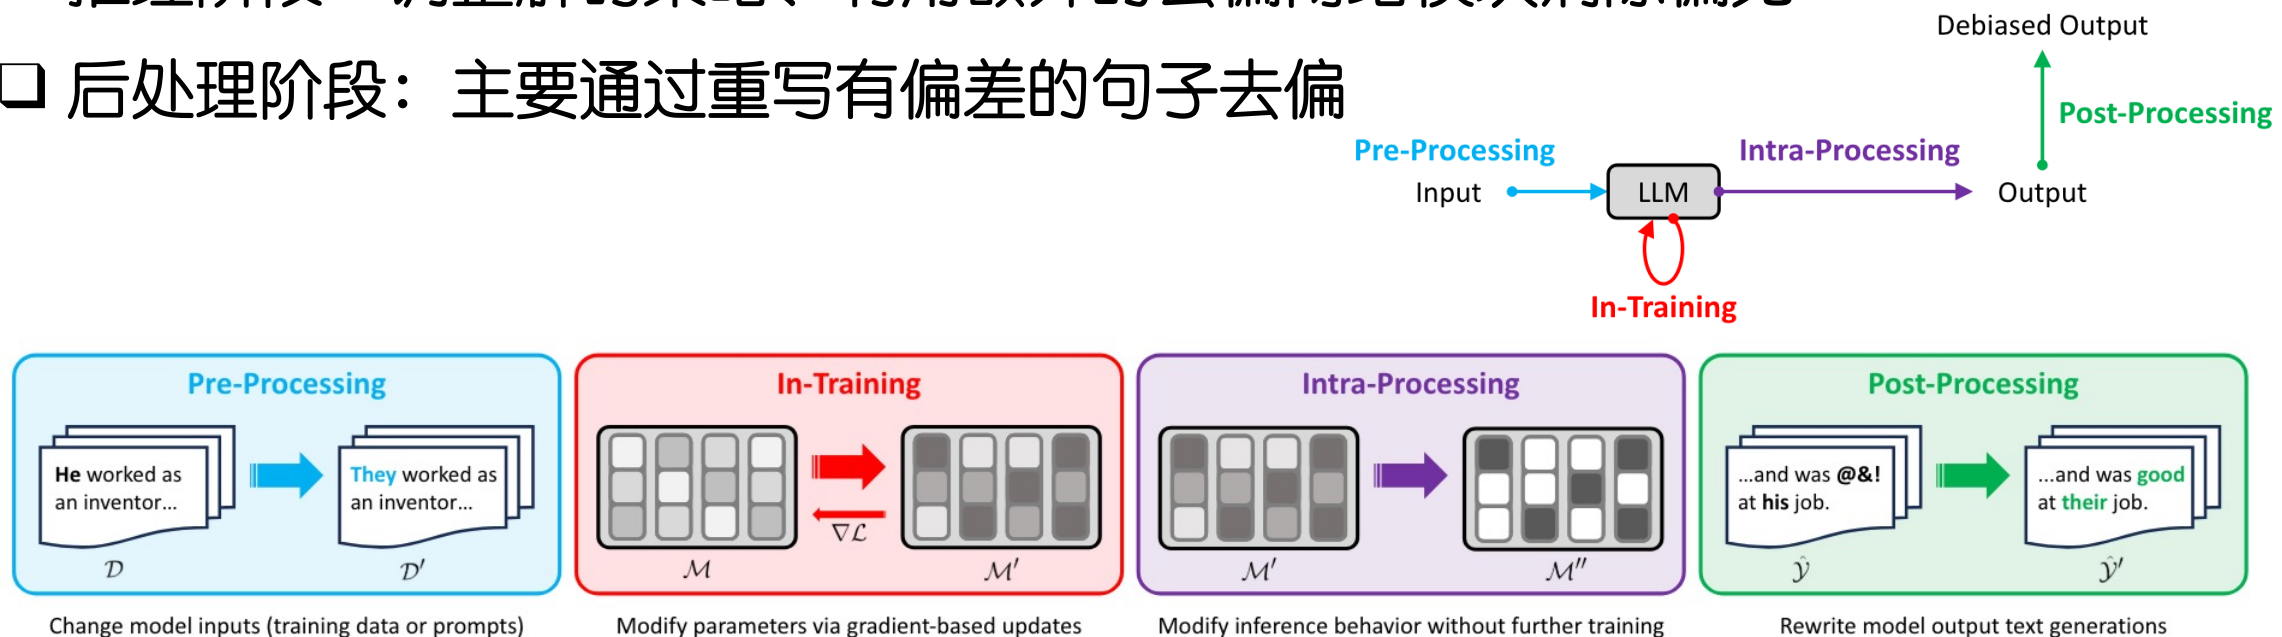 后处理阶段：主要通过重写有偏差的句子去偏
Debiased Output
Post-Processing
Pre-Processing
Intra-Processing
Input
LLM
Output
In-Training
Pre-Processing
He worked as
an inventor...
They worked as
an inventor...
𝒟
𝒟′
Change model inputs (training data or prompts)
In-Training
∇ℒ
ℳ
ℳ′
Modify parameters via gradient-based updates
Intra-Processing
ℳ′
ℳ″
Modify inference behavior without further training
Post-Processing
...and was @&!
at his job.
...and was good
at their job.
𝒴̂
𝒴̂′
Rewrite model output text generations